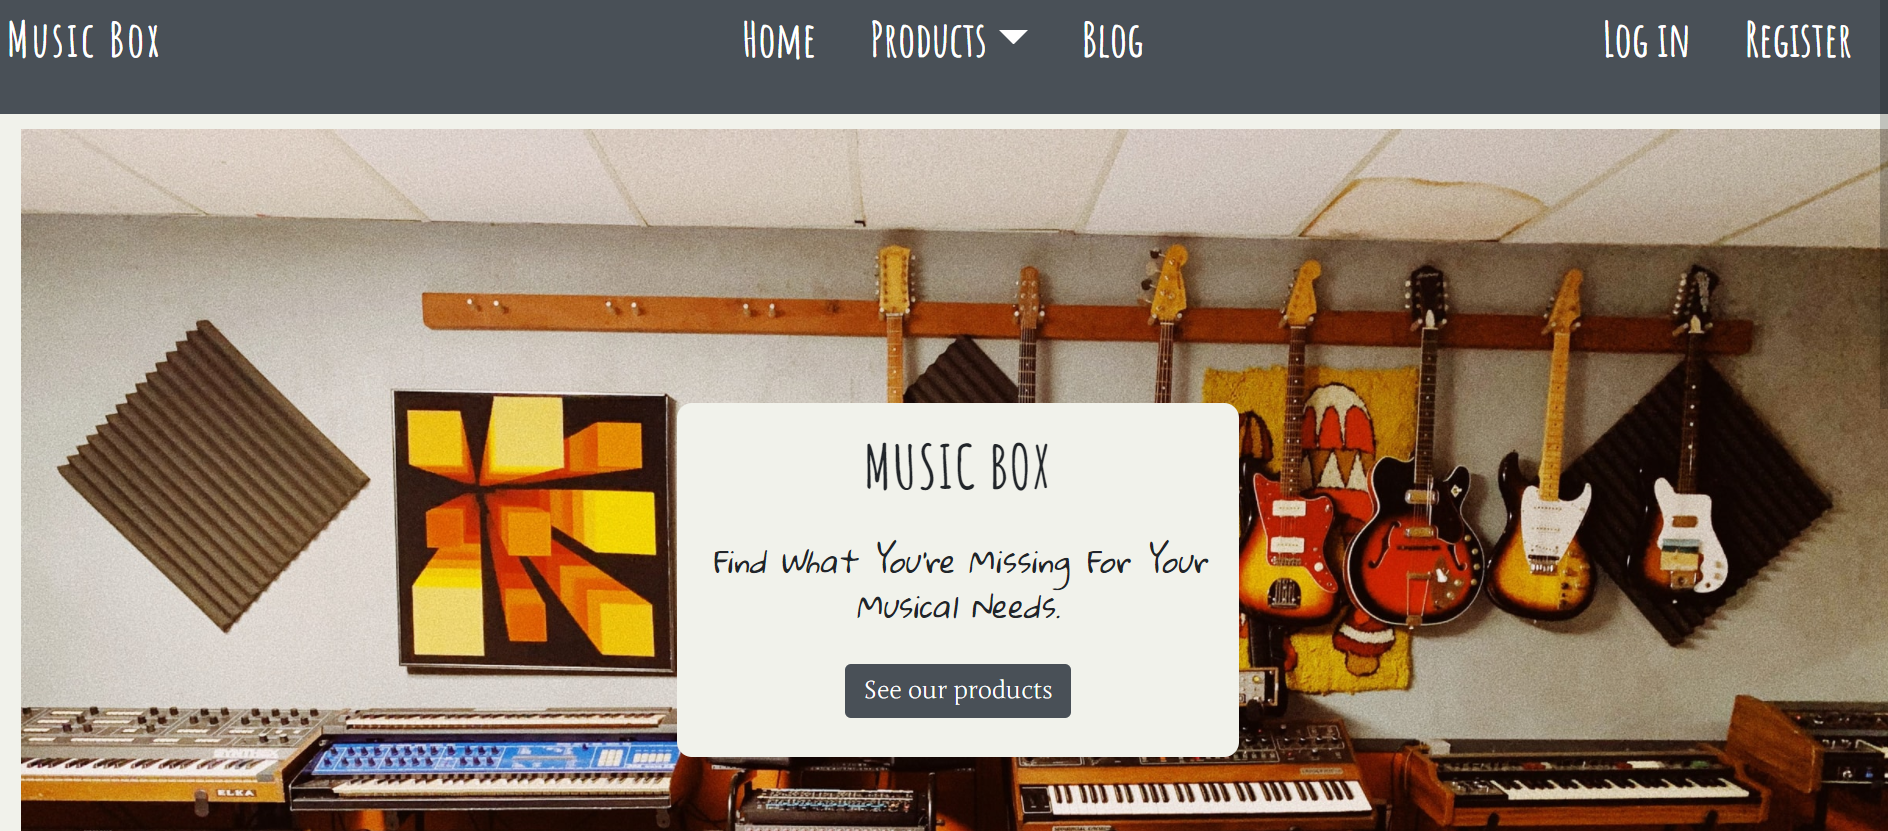 Music Box
Home Products Blog
Log in Register
MUSIC BOX
Find What You're Missing For Your
Musical Needs.
See our products
SYNTHEX
ELKA